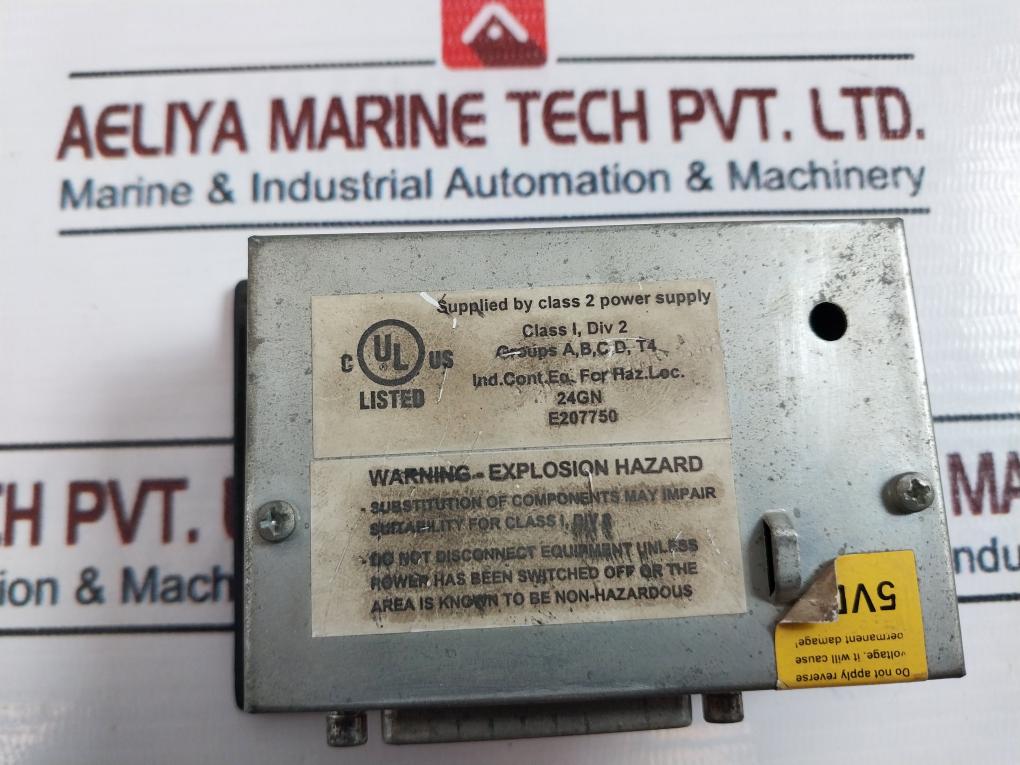 AELIYA MARINE TECH PVT. LTD.
Marine & Industrial Automation & Machinery
Supplied by class 2 power supply
Class I, Div 2
Groups A,B,C,D, T4
Ind.Cont.Eq. For Haz.Loc.
24GN
E207750
C UL US
®
LISTED
WARNING - EXPLOSION HAZARD
- SUBSTITUTION OF COMPONENTS MAY IMPAIR
SUITABILITY FOR CLASS I, DIV 2
- DO NOT DISCONNECT EQUIPMENT UNLESS
POWER HAS BEEN SWITCHED OFF OR THE
AREA IS KNOWN TO BE NON-HAZARDOUS
5V
Do not apply reverse
voltage, it will cause
permanent damage!
H PVT.
ion & Mach
MA
ndu